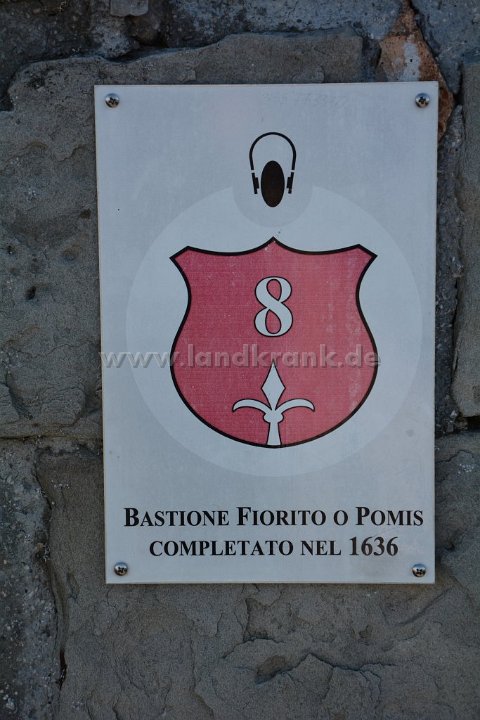 8
www.landkrank.de
BASTIONE FIORITO O POMIS
COMPLETATO NEL 1636